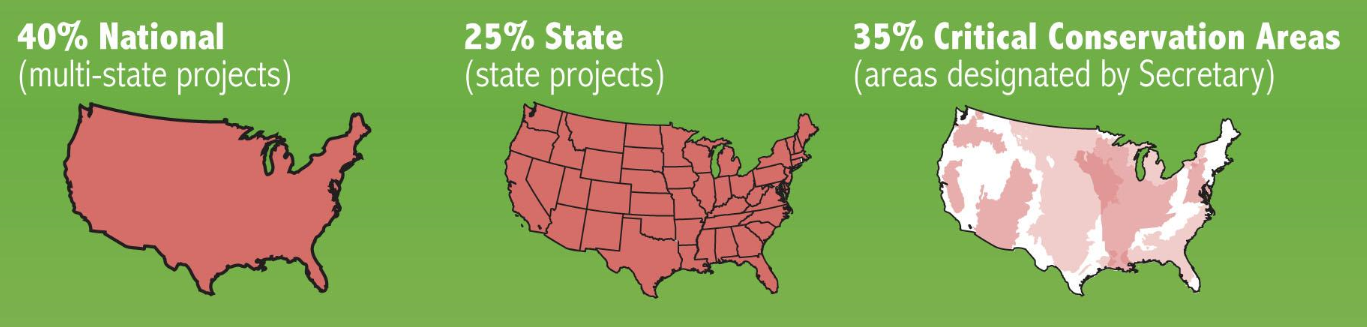 40% National
(multi-state projects)
25% State
(state projects)
35% Critical Conservation Areas
(areas designated by Secretary)